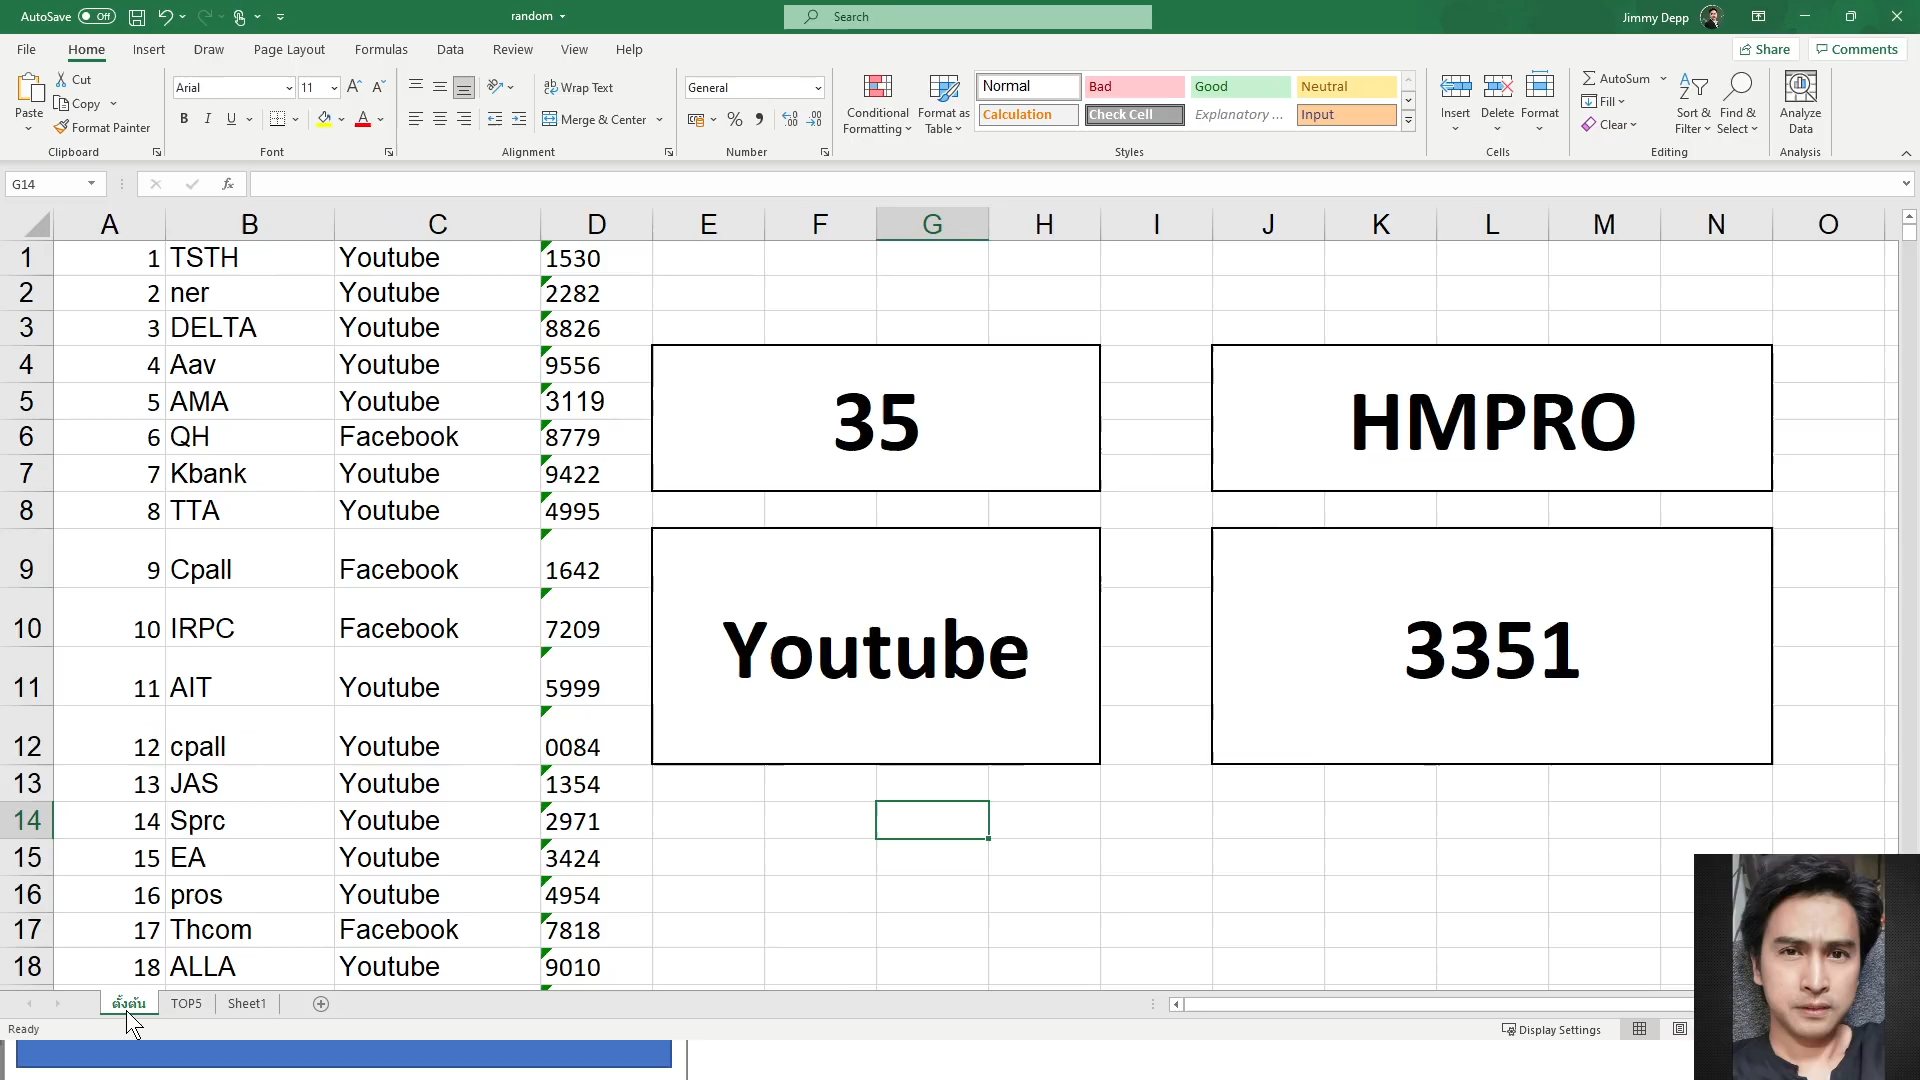 AutoSave Off random Search Jimmy Depp
File Home Insert Draw Page Layout Formulas Data Review View Help Share Comments
Paste Cut Copy Format Painter Clipboard
Arial 11 B I U Font
Wrap Text Merge & Center Alignment
General Number
Conditional Formatting Format as Table
Normal Bad Good Neutral
Calculation Check Cell Explanatory ... Input
Styles
Insert Delete Format Cells
AutoSum Fill Clear Sort & Filter Find & Select Editing
Analyze Data Analysis
G14 fx
A B C D E F G H I J K L M N O
1 1 TSTH Youtube 1530
2 2 ner Youtube 2282
3 3 DELTA Youtube 8826
4 4 Aav Youtube 9556
5 5 AMA Youtube 3119
6 6 QH Facebook 8779
7 7 Kbank Youtube 9422
8 8 TTA Youtube 4995
9 9 Cpall Facebook 1642
10 10 IRPC Facebook 7209
11 11 AIT Youtube 5999
12 12 cpall Youtube 0084
13 13 JAS Youtube 1354
14 14 Sprc Youtube 2971
15 15 EA Youtube 3424
16 16 pros Youtube 4954
17 17 Thcom Facebook 7818
18 18 ALLA Youtube 9010
35 HMPRO
Youtube 3351
ตั้งต้น TOP5 Sheet1
Ready Display Settings